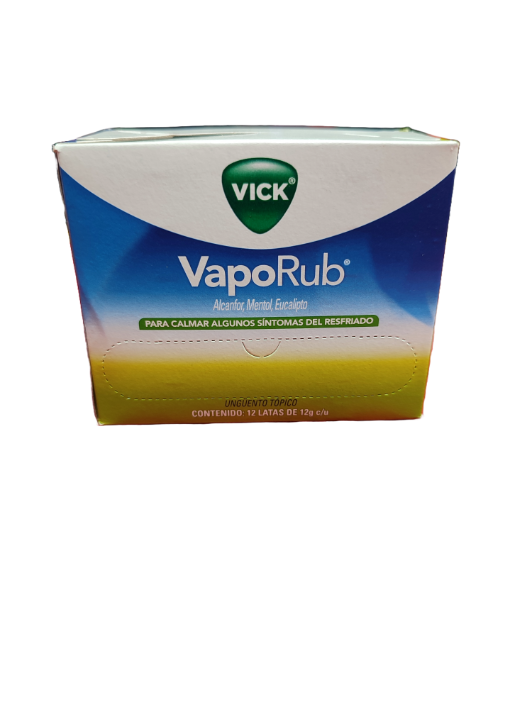 VICK®
VapoRub®
Alcanfor, Mentol, Eucalipto
PARA CALMAR ALGUNOS SÍNTOMAS DEL RESFRIADO
UNGÜENTO TÓPICO
CONTENIDO: 12 LATAS DE 12g c/u